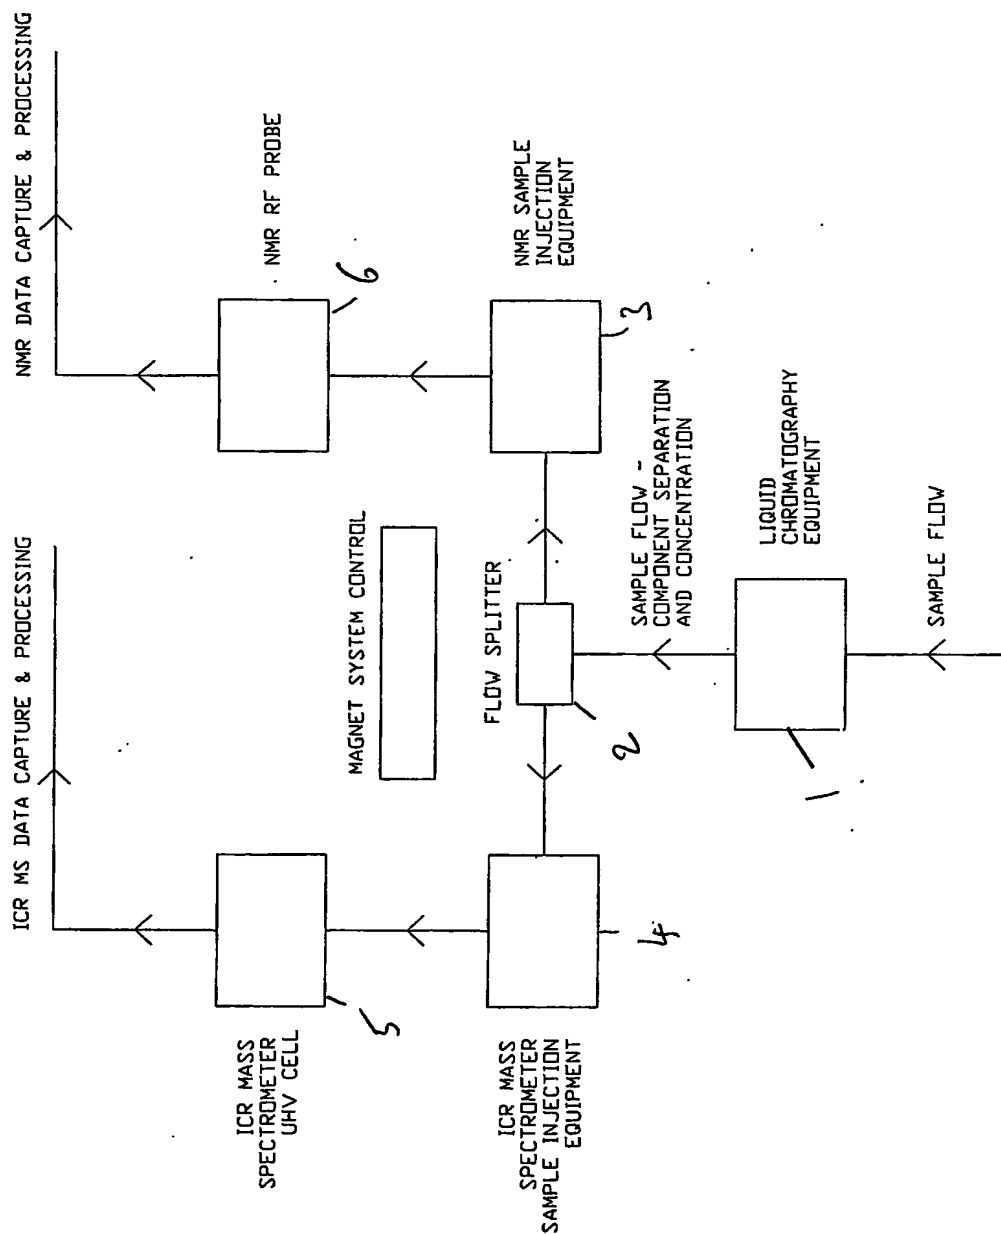 ICR MS DATA CAPTURE & PROCESSING
NMR DATA CAPTURE & PROCESSING
ICR MASS
SPECTROMETER
UHV CELL
5
MAGNET SYSTEM CONTROL
NMR RF PROBE
6
ICR MASS
SPECTROMETER
SAMPLE INJECTION
EQUIPMENT
4
FLOW SPLITTER
2
NMR SAMPLE
INJECTION
EQUIPMENT
3
SAMPLE FLOW -
COMPONENT SEPARATION
AND CONCENTRATION
LIQUID
CHROMATOGRAPHY
EQUIPMENT
1
SAMPLE FLOW